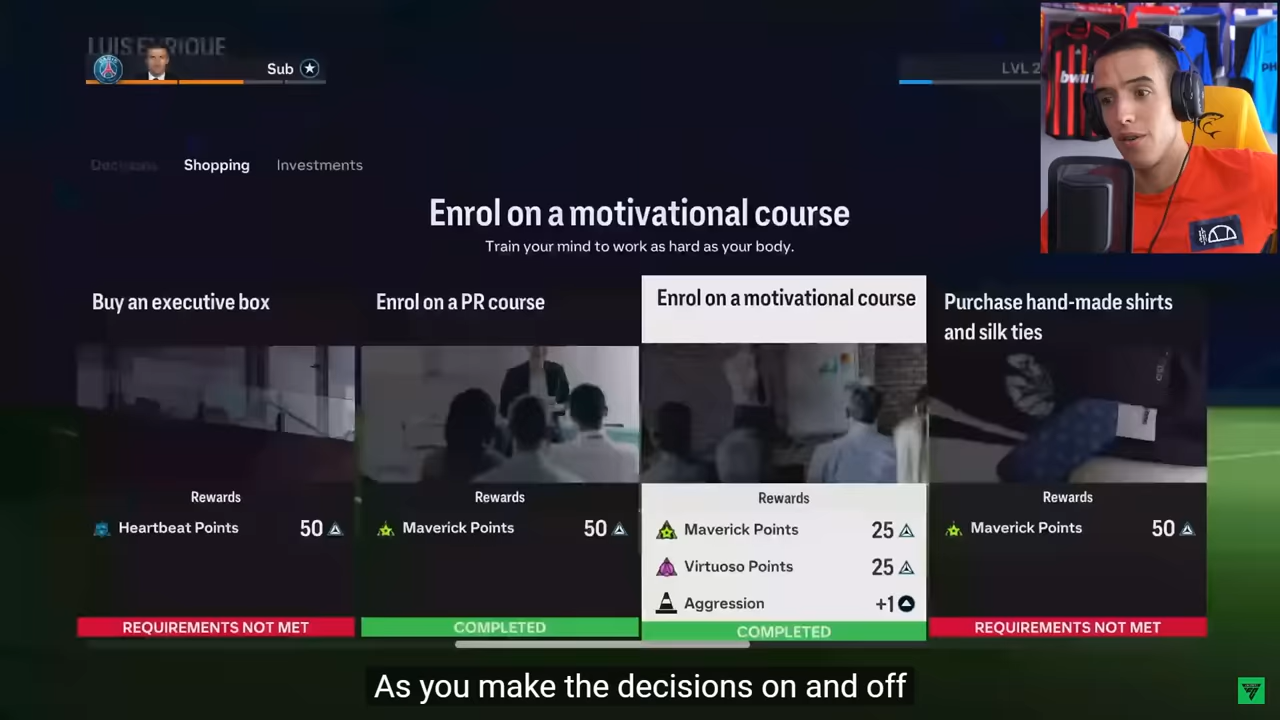 LUIS ENRIQUE
Sub
LVL 2
Decisions Shopping Investments
Enrol on a motivational course
Train your mind to work as hard as your body.
Buy an executive box
Rewards
Heartbeat Points 50
REQUIREMENTS NOT MET
Enrol on a PR course
Rewards
Maverick Points 50
COMPLETED
Enrol on a motivational course
Rewards
Maverick Points 25
Virtuoso Points 25
Aggression +1
COMPLETED
Purchase hand-made shirts
and silk ties
Rewards
Maverick Points 50
REQUIREMENTS NOT MET
bwin
PH
As you make the decisions on and off